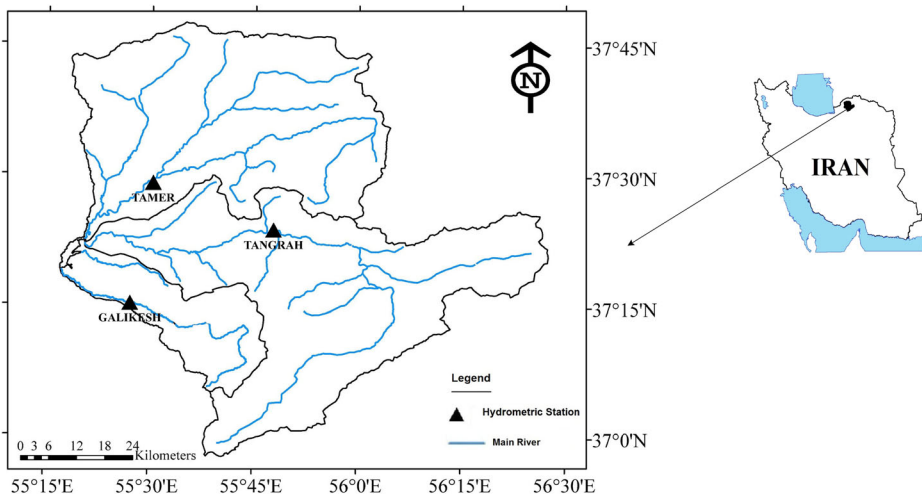 N
37°45'N
IRAN
37°30'N
TAMER
TANGRAH
37°15'N
GALIKESH
Legend
Hydrometric Station
Main River
37°0'N
0 3 6 12 18 24
Kilometers
55°15'E 55°30'E 55°45'E 56°0'E 56°15'E 56°30'E